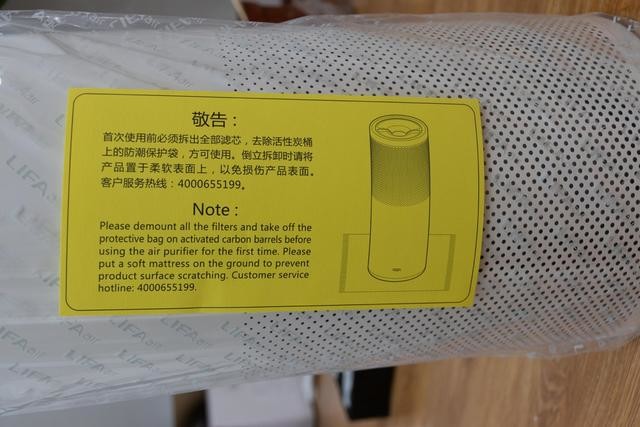 敬告：
首次使用前必须拆出全部滤芯，去除活性炭桶
上的防潮保护袋，方可使用。倒立拆卸时请将
产品置于柔软表面上，以免损伤产品表面。
客户服务热线：4000655199。
Note :
Please demount all the filters and take off the
protective bag on activated carbon barrels before
using the air purifier for the first time. Please
put a soft mattress on the ground to prevent
product surface scratching. Customer service
hotline: 4000655199.
LIFAair
LIFAair
LIFAair
LIFAair
LIFAair